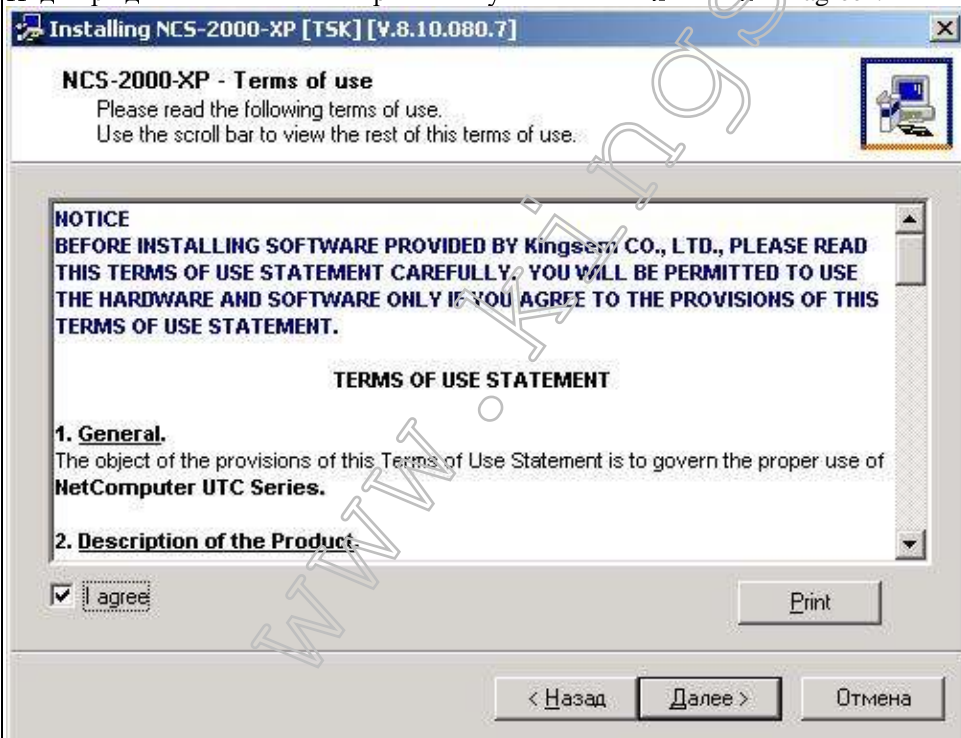 Installing NCS-2000-XP [TSK] [V.8.10.080.7]
NCS-2000-XP - Terms of use
Please read the following terms of use.
Use the scroll bar to view the rest of this terms of use.
NOTICE
BEFORE INSTALLING SOFTWARE PROVIDED BY Kingsem CO., LTD., PLEASE READ
THIS TERMS OF USE STATEMENT CAREFULLY. YOU WILL BE PERMITTED TO USE
THE HARDWARE AND SOFTWARE ONLY IF YOU AGREE TO THE PROVISIONS OF THIS
TERMS OF USE STATEMENT.
TERMS OF USE STATEMENT
1. General.
The object of the provisions of this Terms of Use Statement is to govern the proper use of
NetComputer UTC Series.
2. Description of the Product.
I agree
Print
< Назад
Далее >
Отмена
www.kings